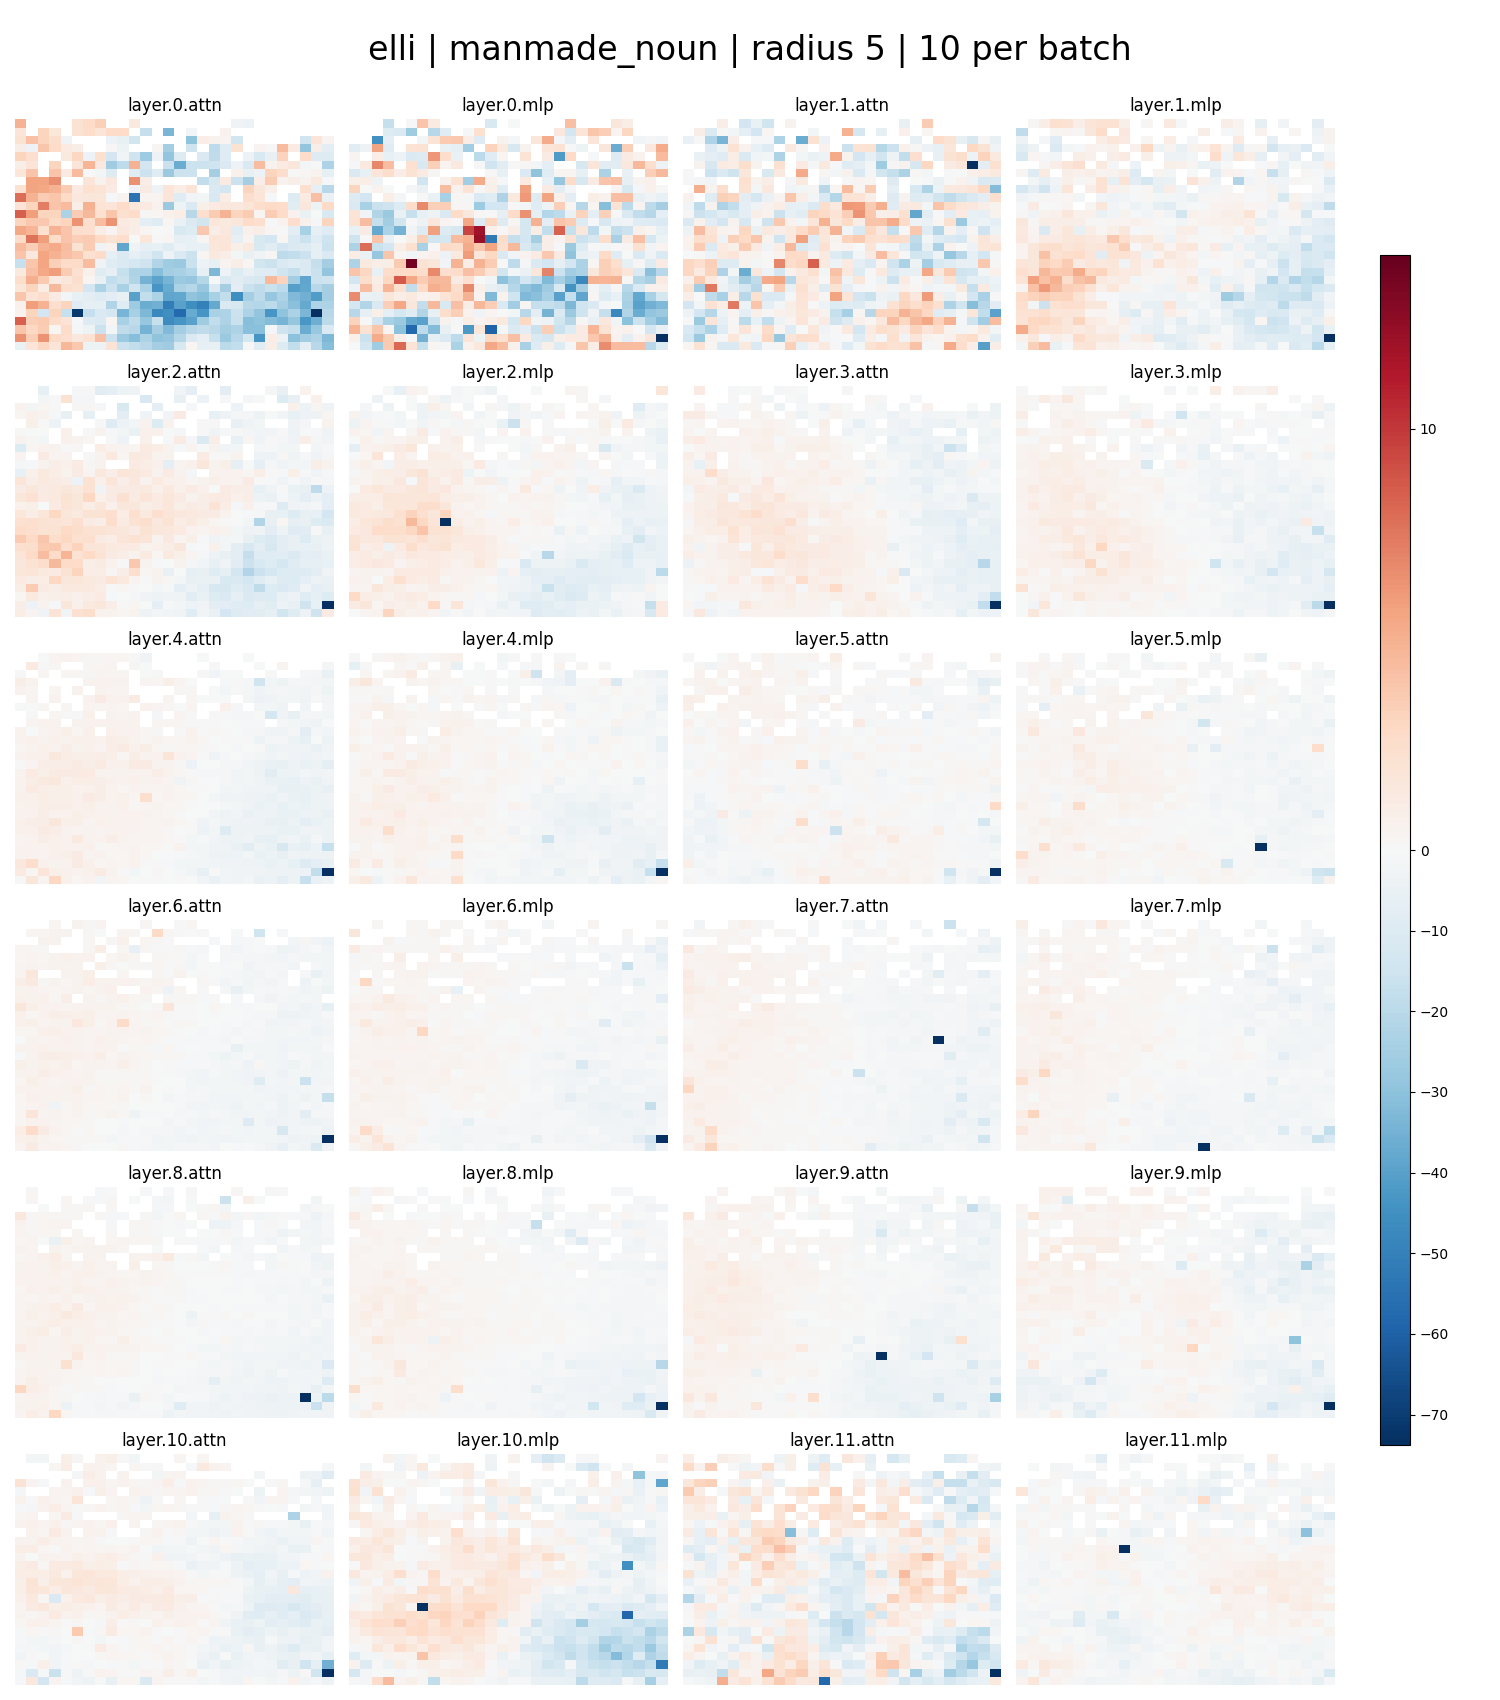 elli | manmade_noun | radius 5 | 10 per batch
layer.0.attn
layer.0.mlp
layer.1.attn
layer.1.mlp
layer.2.attn
layer.2.mlp
layer.3.attn
layer.3.mlp
layer.4.attn
layer.4.mlp
layer.5.attn
layer.5.mlp
layer.6.attn
layer.6.mlp
layer.7.attn
layer.7.mlp
layer.8.attn
layer.8.mlp
layer.9.attn
layer.9.mlp
layer.10.attn
layer.10.mlp
layer.11.attn
layer.11.mlp
10
0
−10
−20
−30
−40
−50
−60
−70